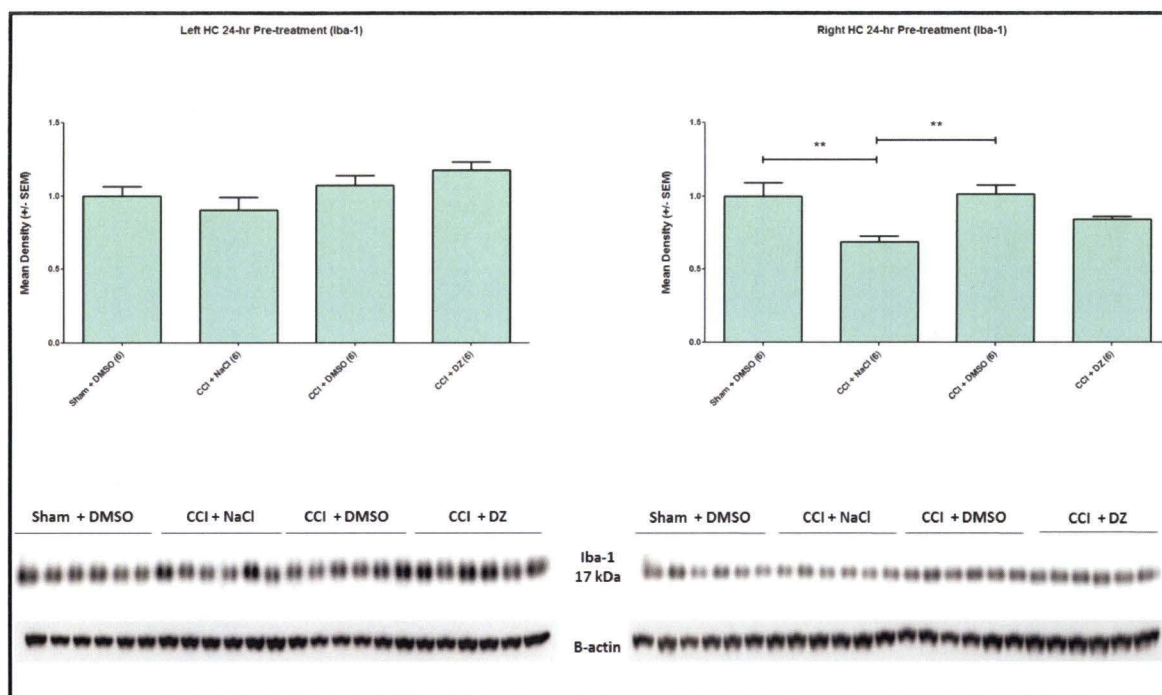 Left HC 24-hr Pre-treatment (Iba-1)
Mean Density (+/- SEM)
1.5
1.0
0.5
0.0
Sham + DMSO (6)
CCI + NaCl (6)
CCI + DMSO (6)
CCI + DZ (6)
Right HC 24-hr Pre-treatment (Iba-1)
Mean Density (+/- SEM)
1.5
1.0
0.5
0.0
**
**
Sham + DMSO (6)
CCI + NaCl (6)
CCI + DMSO (6)
CCI + DZ (6)
Sham + DMSO
CCI + NaCl
CCI + DMSO
CCI + DZ
Sham + DMSO
CCI + NaCl
CCI + DMSO
CCI + DZ
Iba-1
17 kDa
B-actin